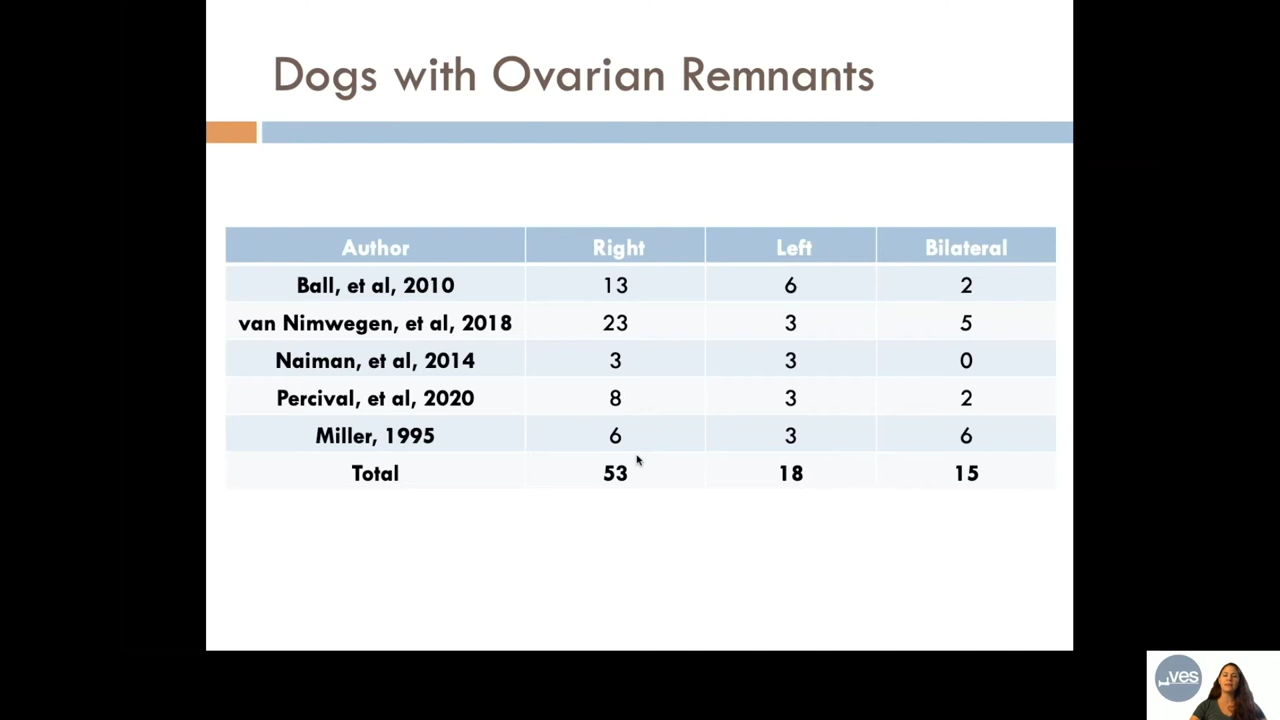 Dogs with Ovarian Remnants
Author Right Left Bilateral
Ball, et al, 2010 13 6 2
van Nimwegen, et al, 2018 23 3 5
Naiman, et al, 2014 3 3 0
Percival, et al, 2020 8 3 2
Miller, 1995 6 3 6
Total 53 18 15
ves